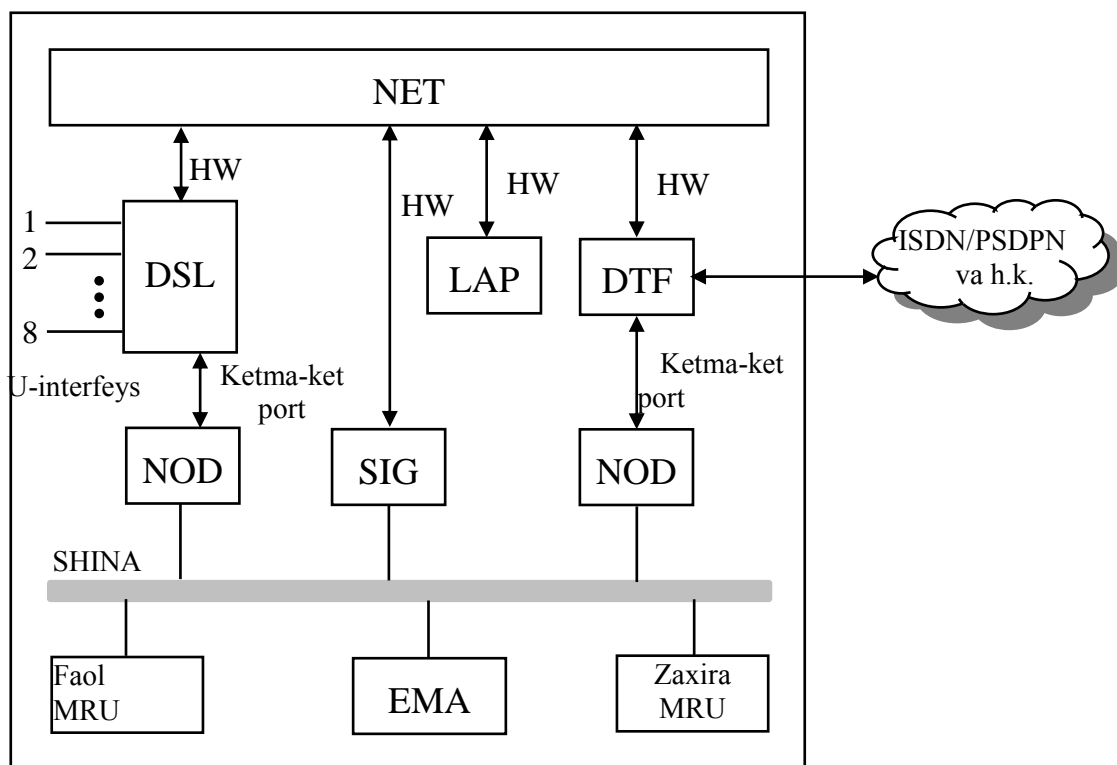 NET
HW
HW
HW
HW
1
2
8
DSL
LAP
DTF
ISDN/PSDPN
va h.k.
U-interfeys
Ketma-ket
port
Ketma-ket
port
NOD
SIG
NOD
SHINA
Faol
MRU
EMA
Zaxira
MRU